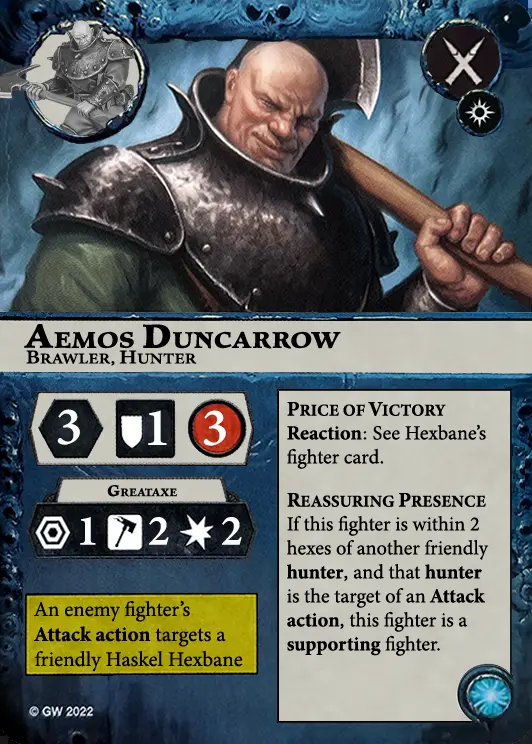 AEMOS DUNCARROW
BRAWLER, HUNTER
3 1 3
GREATAXE
1 2 2
An enemy fighter's
Attack action targets a
friendly Haskel Hexbane
PRICE OF VICTORY
Reaction: See Hexbane's
fighter card.
REASSURING PRESENCE
If this fighter is within 2
hexes of another friendly
hunter, and that hunter
is the target of an Attack
action, this fighter is a
supporting fighter.
© GW 2022